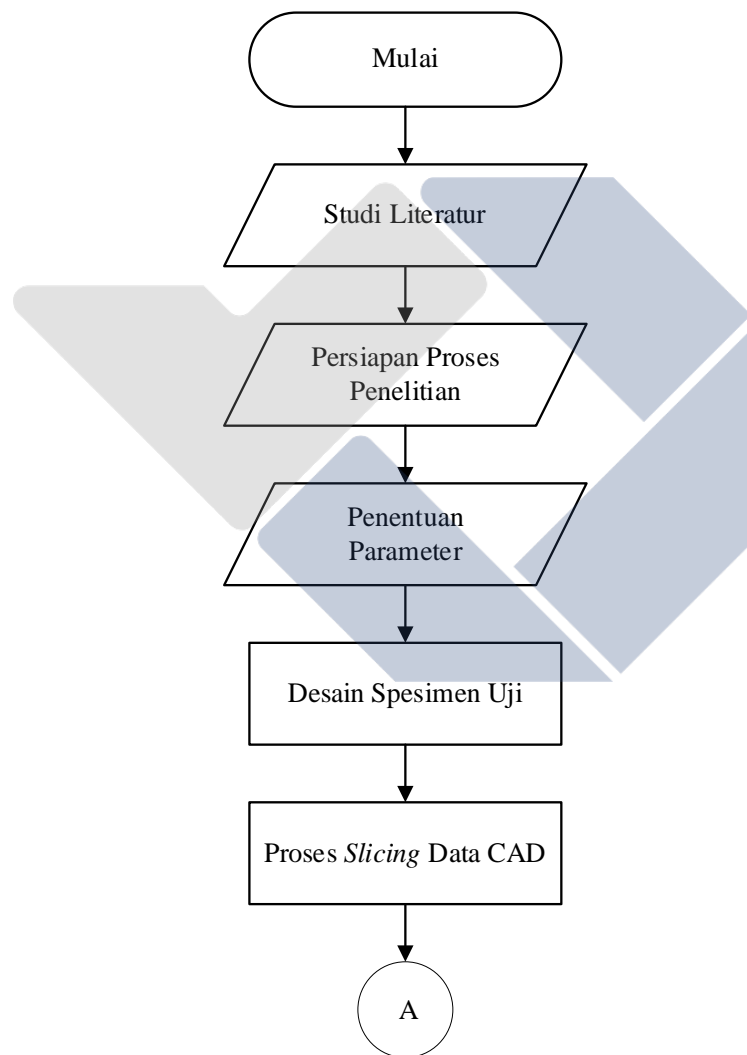 Mulai
Studi Literatur
Persiapan Proses
Penelitian
Penentuan
Parameter
Desain Spesimen Uji
Proses Slicing Data CAD
A